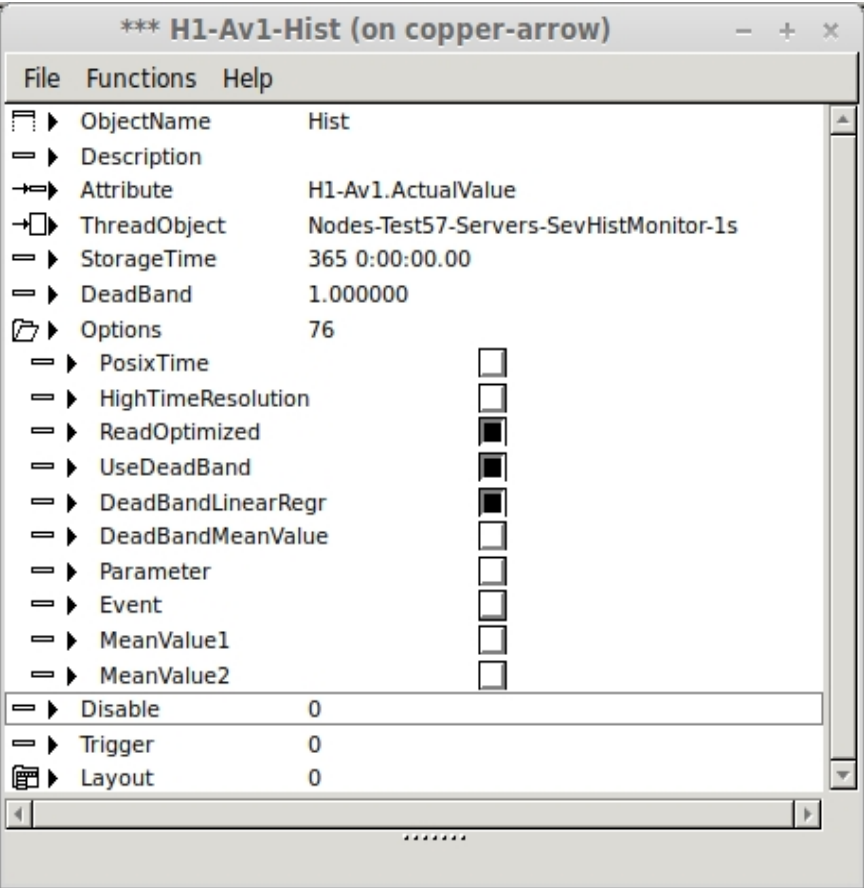 *** H1-Av1-Hist (on copper-arrow)
File Functions Help
ObjectName Hist
Description
Attribute H1-Av1.ActualValue
ThreadObject Nodes-Test57-Servers-SevHistMonitor-1s
StorageTime 365 0:00:00.00
DeadBand 1.000000
Options 76
PosixTime
HighTimeResolution
ReadOptimized
UseDeadBand
DeadBandLinearRegr
DeadBandMeanValue
Parameter
Event
MeanValue1
MeanValue2
Disable 0
Trigger 0
Layout 0